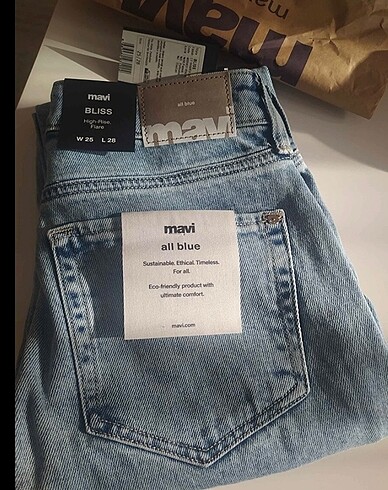 mavi
mavi
BLISS
High-Rise
Flare
W 25 L 28
all blue
mavi
mavi
all blue
Sustainable. Ethical. Timeless.
For all.
Eco-friendly product with
ultimate comfort.
mavi.com